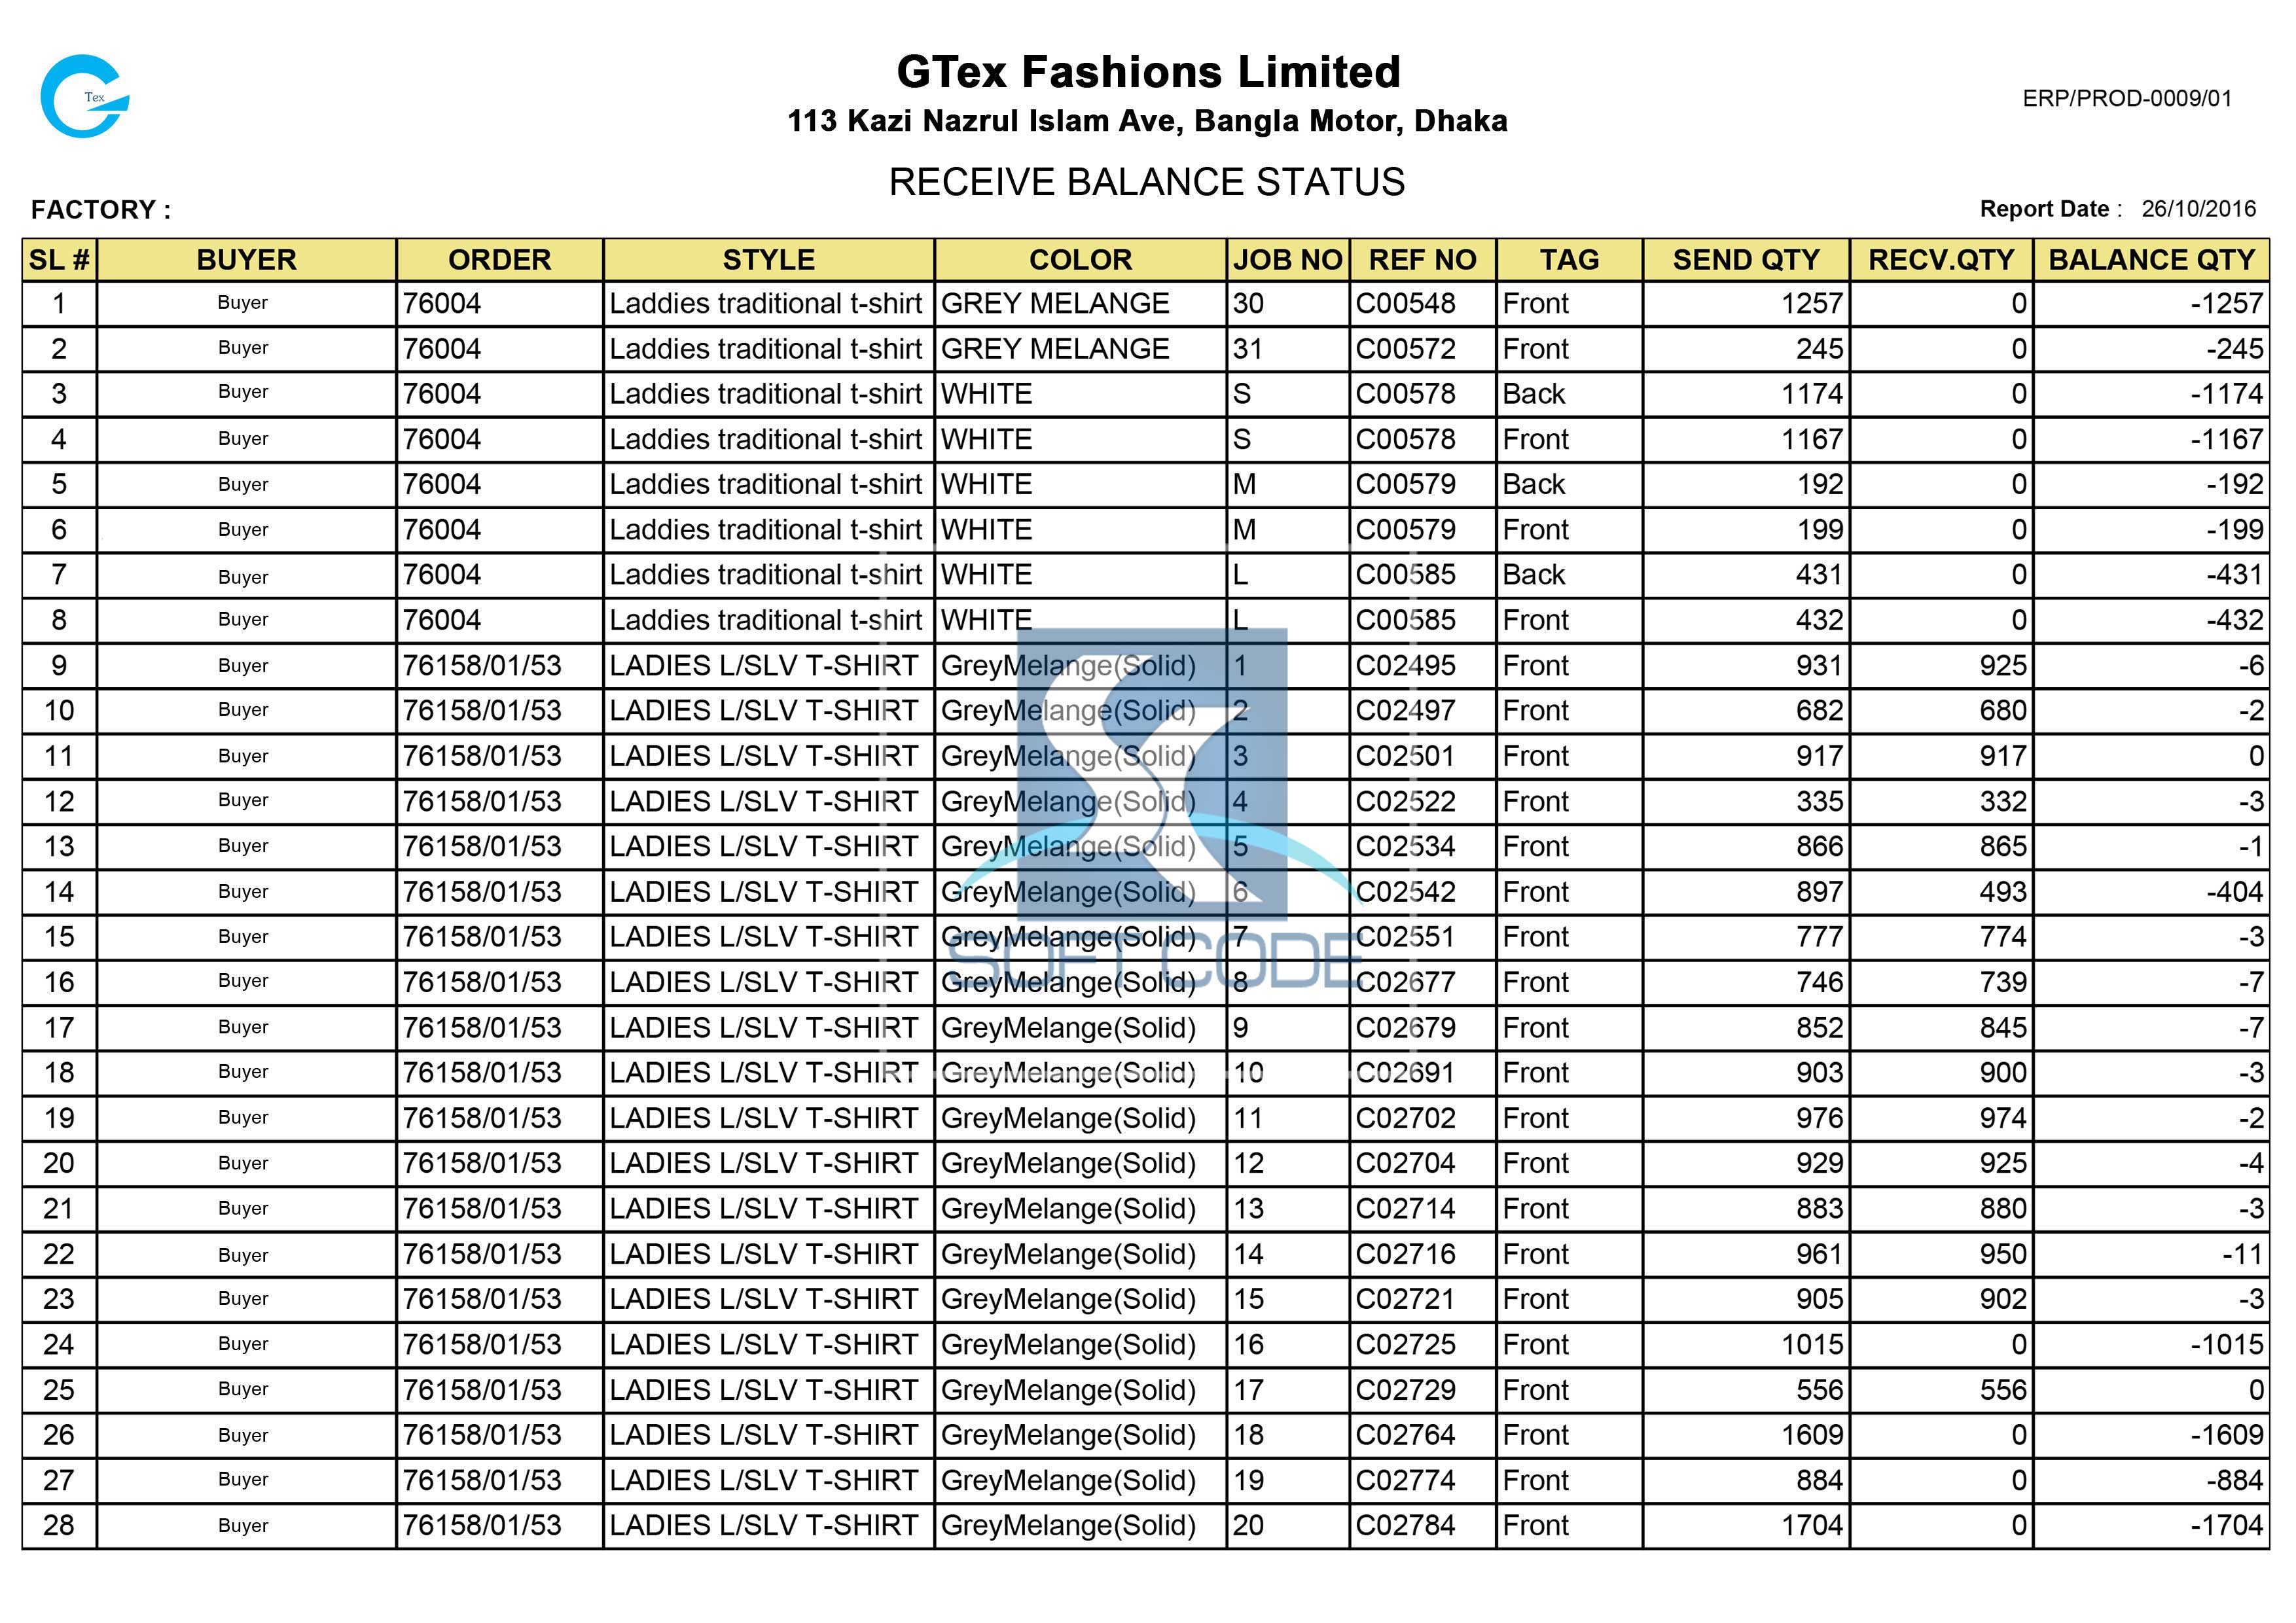 Tex
GTex Fashions Limited
113 Kazi Nazrul Islam Ave, Bangla Motor, Dhaka
ERP/PROD-0009/01
RECEIVE BALANCE STATUS
FACTORY :
Report Date : 26/10/2016
SL # BUYER ORDER STYLE COLOR JOB NO REF NO TAG SEND QTY RECV.QTY BALANCE QTY
1 Buyer 76004 Laddies traditional t-shirt GREY MELANGE 30 C00548 Front 1257 0 -1257
2 Buyer 76004 Laddies traditional t-shirt GREY MELANGE 31 C00572 Front 245 0 -245
3 Buyer 76004 Laddies traditional t-shirt WHITE S C00578 Back 1174 0 -1174
4 Buyer 76004 Laddies traditional t-shirt WHITE S C00578 Front 1167 0 -1167
5 Buyer 76004 Laddies traditional t-shirt WHITE M C00579 Back 192 0 -192
6 Buyer 76004 Laddies traditional t-shirt WHITE M C00579 Front 199 0 -199
7 Buyer 76004 Laddies traditional t-shirt WHITE L C00585 Back 431 0 -431
8 Buyer 76004 Laddies traditional t-shirt WHITE L C00585 Front 432 0 -432
9 Buyer 76158/01/53 LADIES L/SLV T-SHIRT GreyMelange(Solid) 1 C02495 Front 931 925 -6
10 Buyer 76158/01/53 LADIES L/SLV T-SHIRT GreyMelange(Solid) 2 C02497 Front 682 680 -2
11 Buyer 76158/01/53 LADIES L/SLV T-SHIRT GreyMelange(Solid) 3 C02501 Front 917 917 0
12 Buyer 76158/01/53 LADIES L/SLV T-SHIRT GreyMelange(Solid) 4 C02522 Front 335 332 -3
13 Buyer 76158/01/53 LADIES L/SLV T-SHIRT GreyMelange(Solid) 5 C02534 Front 866 865 -1
14 Buyer 76158/01/53 LADIES L/SLV T-SHIRT GreyMelange(Solid) 6 C02542 Front 897 493 -404
15 Buyer 76158/01/53 LADIES L/SLV T-SHIRT GreyMelange(Solid) 7 C02551 Front 777 774 -3
SOFT CODE
16 Buyer 76158/01/53 LADIES L/SLV T-SHIRT GreyMelange(Solid) 8 C02677 Front 746 739 -7
17 Buyer 76158/01/53 LADIES L/SLV T-SHIRT GreyMelange(Solid) 9 C02679 Front 852 845 -7
18 Buyer 76158/01/53 LADIES L/SLV T-SHIRT GreyMelange(Solid) 10 C02691 Front 903 900 -3
19 Buyer 76158/01/53 LADIES L/SLV T-SHIRT GreyMelange(Solid) 11 C02702 Front 976 974 -2
20 Buyer 76158/01/53 LADIES L/SLV T-SHIRT GreyMelange(Solid) 12 C02704 Front 929 925 -4
21 Buyer 76158/01/53 LADIES L/SLV T-SHIRT GreyMelange(Solid) 13 C02714 Front 883 880 -3
22 Buyer 76158/01/53 LADIES L/SLV T-SHIRT GreyMelange(Solid) 14 C02716 Front 961 950 -11
23 Buyer 76158/01/53 LADIES L/SLV T-SHIRT GreyMelange(Solid) 15 C02721 Front 905 902 -3
24 Buyer 76158/01/53 LADIES L/SLV T-SHIRT GreyMelange(Solid) 16 C02725 Front 1015 0 -1015
25 Buyer 76158/01/53 LADIES L/SLV T-SHIRT GreyMelange(Solid) 17 C02729 Front 556 556 0
26 Buyer 76158/01/53 LADIES L/SLV T-SHIRT GreyMelange(Solid) 18 C02764 Front 1609 0 -1609
27 Buyer 76158/01/53 LADIES L/SLV T-SHIRT GreyMelange(Solid) 19 C02774 Front 884 0 -884
28 Buyer 76158/01/53 LADIES L/SLV T-SHIRT GreyMelange(Solid) 20 C02784 Front 1704 0 -1704